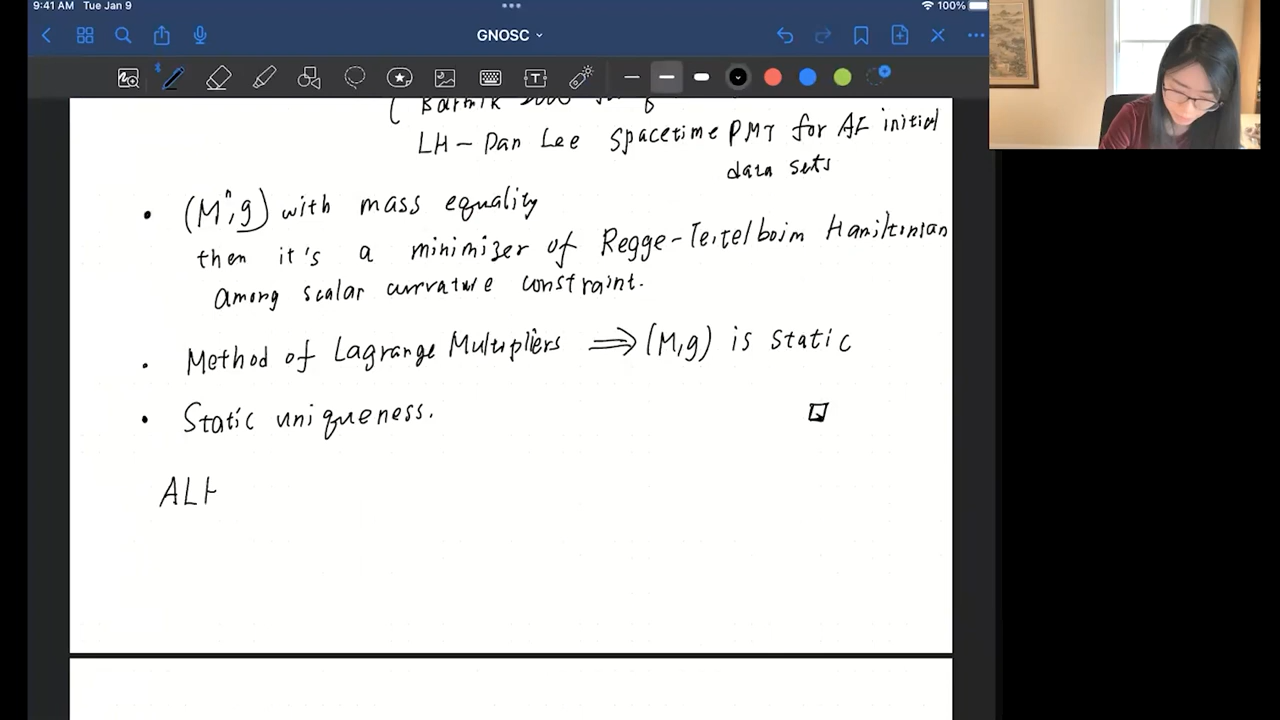 9:41 AM Tue Jan 9
100%
GNOSC
LH - Dan Lee spacetime PMT for AF initial
data sets
• (Mⁿ, g) with mass equality
then it's a minimizer of Regge-Teitelboim Hamiltonian
among scalar curvature constraint.
• Method of Lagrange Multipliers ⟹ (M, g) is static
• Static uniqueness.